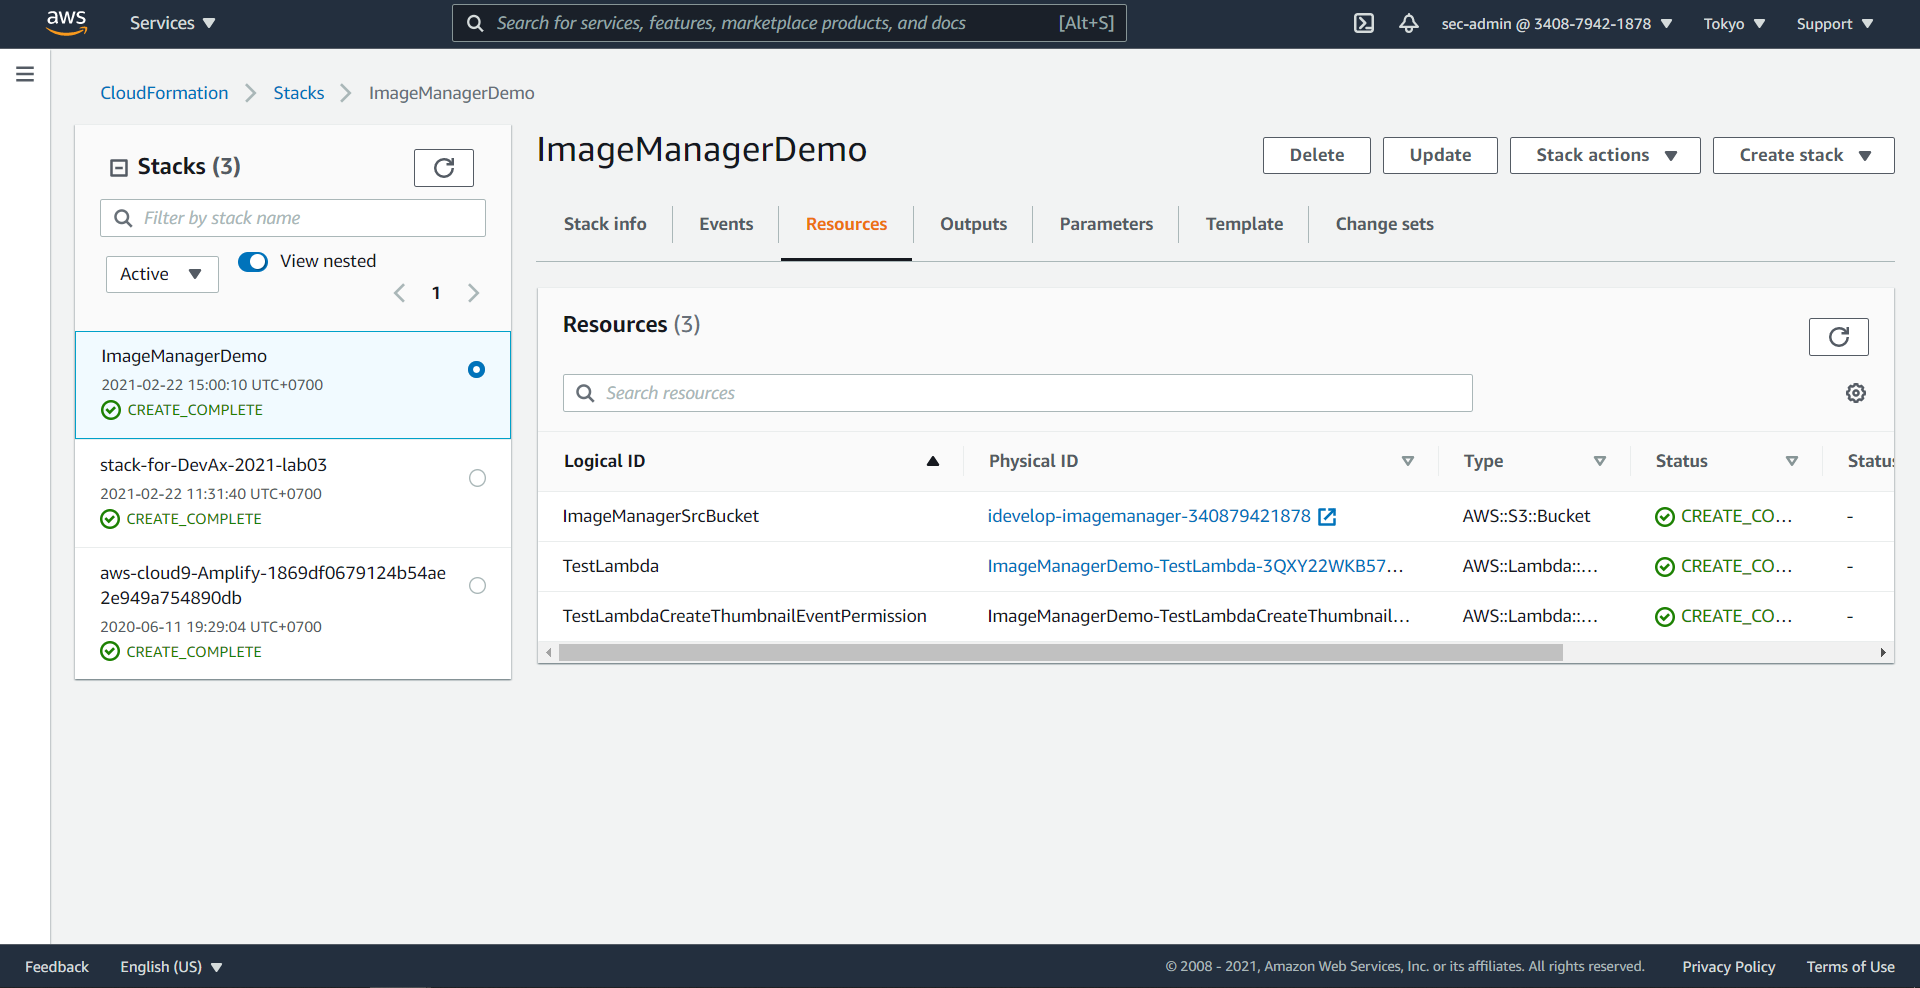 aws Services Search for services, features, marketplace products, and docs [Alt+S] sec-admin @ 3408-7942-1878 Tokyo Support
CloudFormation Stacks ImageManagerDemo
Stacks (3)
Filter by stack name
Active View nested
1
ImageManagerDemo
2021-02-22 15:00:10 UTC+0700
CREATE_COMPLETE
stack-for-DevAx-2021-lab03
2021-02-22 11:31:40 UTC+0700
CREATE_COMPLETE
aws-cloud9-Amplify-1869df0679124b54ae
2e949a754890db
2020-06-11 19:29:04 UTC+0700
CREATE_COMPLETE
ImageManagerDemo Delete Update Stack actions Create stack
Stack info Events Resources Outputs Parameters Template Change sets
Resources (3)
Search resources
Logical ID Physical ID Type Status Status
ImageManagerSrcBucket idevelop-imagemanager-340879421878 AWS::S3::Bucket CREATE_CO... -
TestLambda ImageManagerDemo-TestLambda-3QXY22WKB57... AWS::Lambda::... CREATE_CO... -
TestLambdaCreateThumbnailEventPermission ImageManagerDemo-TestLambdaCreateThumbnail... AWS::Lambda::... CREATE_CO... -
Feedback English (US) © 2008 - 2021, Amazon Web Services, Inc. or its affiliates. All rights reserved. Privacy Policy Terms of Use